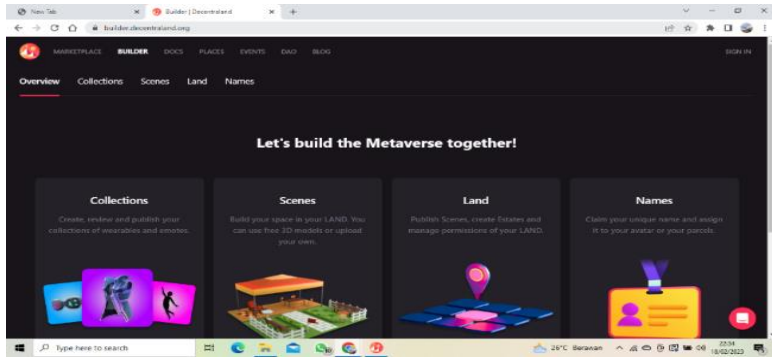 New Tab
Builder | Decentraland
builder.decentraland.org
MARKETPLACE BUILDER DOCS PLACES EVENTS DAO BLOG
SIGN IN
Overview Collections Scenes Land Names
Let's build the Metaverse together!
Collections
Create, review and publish your
collections of wearables and emotes.
Scenes
Build your space in your LAND. You
can use free 3D models or upload
your own.
Land
Publish Scenes, create Estates and
manage permissions of your LAND.
Names
Claim your unique name and assign
it to your avatar or your parcels.
Type here to search
26°C Berawan
22:34
18/02/2023